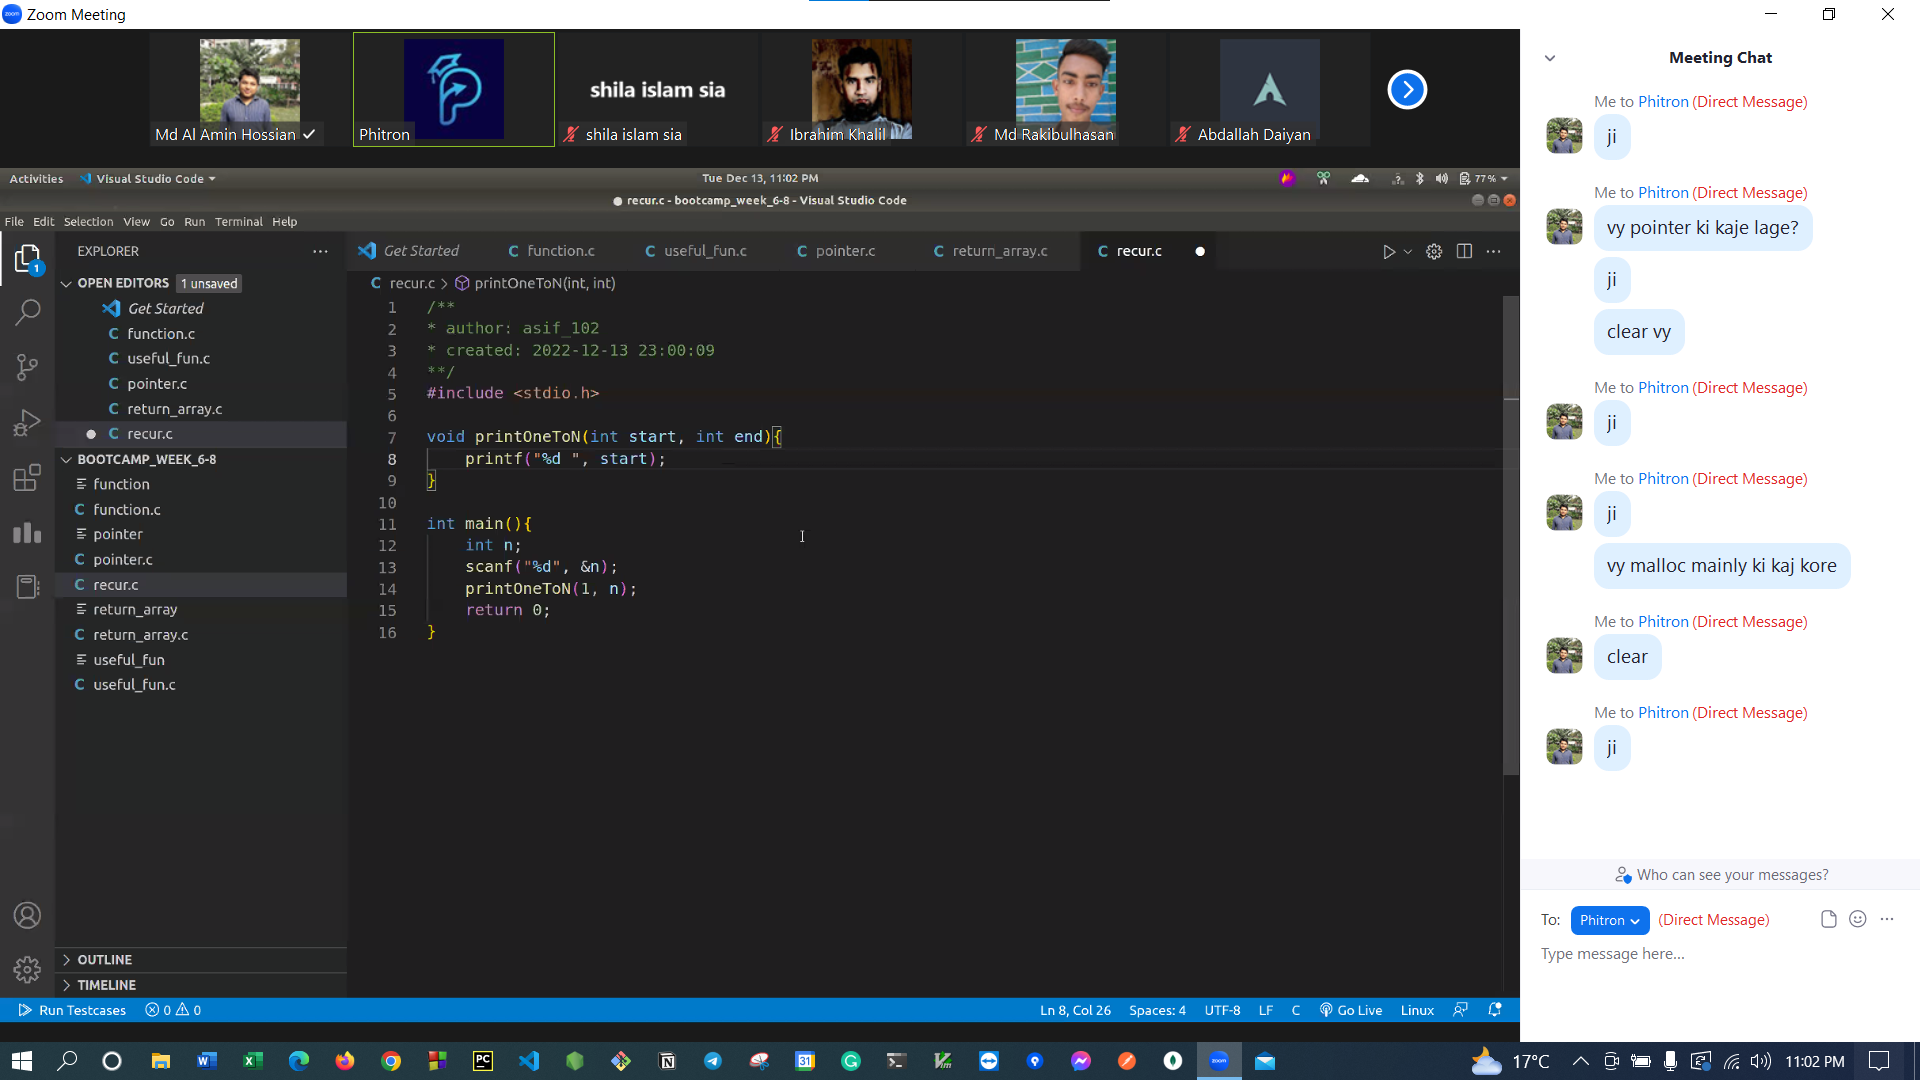 Zoom Meeting
shila islam sia
Md Al Amin Hossian
Phitron
shila islam sia
Ibrahim Khalil
Md Rakibulhasan
Abdallah Daiyan
Activities
Visual Studio Code
Tue Dec 13, 11:02 PM
77%
● recur.c - bootcamp_week_6-8 - Visual Studio Code
File Edit Selection View Go Run Terminal Help
EXPLORER
Get Started
function.c
useful_fun.c
pointer.c
return_array.c
recur.c
OPEN EDITORS 1 unsaved
1
Get Started
function.c
useful_fun.c
pointer.c
return_array.c
recur.c
BOOTCAMP_WEEK_6-8
function
function.c
pointer
pointer.c
recur.c
return_array
return_array.c
useful_fun
useful_fun.c
OUTLINE
TIMELINE
recur.c > printOneToN(int, int)
1 /**
2 * author: asif_102
3 * created: 2022-12-13 23:00:09
4 **/
5 #include <stdio.h>
6
7 void printOneToN(int start, int end){
8 printf("%d ", start);
9 }
10
11 int main(){
12 int n;
13 scanf("%d", &n);
14 printOneToN(1, n);
15 return 0;
16 }
Run Testcases 0 0
Ln 8, Col 26 Spaces: 4 UTF-8 LF C Go Live Linux
Meeting Chat
Me to Phitron (Direct Message)
ji
Me to Phitron (Direct Message)
vy pointer ki kaje lage?
ji
clear vy
Me to Phitron (Direct Message)
ji
Me to Phitron (Direct Message)
ji
vy malloc mainly ki kaj kore
Me to Phitron (Direct Message)
clear
Me to Phitron (Direct Message)
ji
Who can see your messages?
To: Phitron (Direct Message)
Type message here...
17°C
11:02 PM